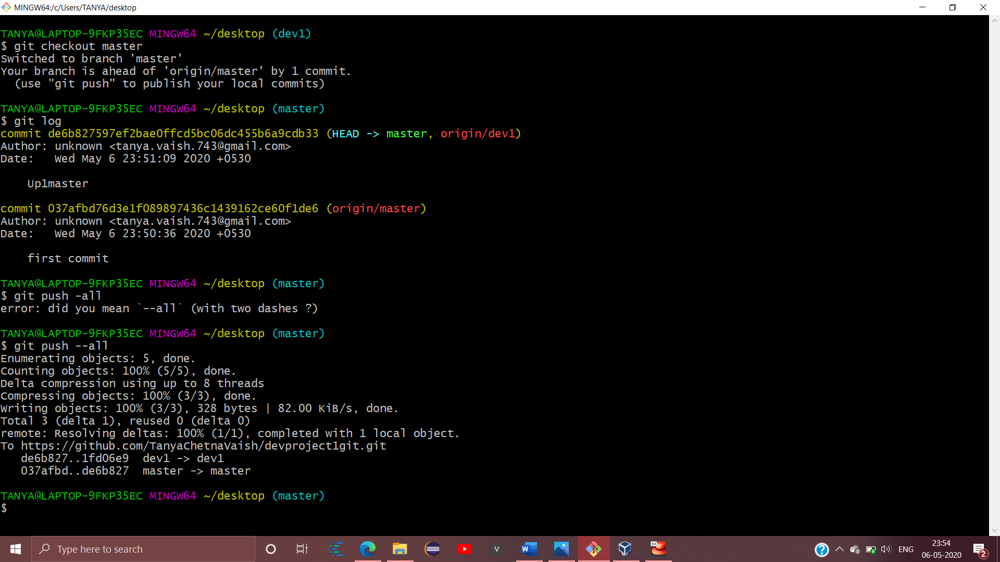 MINGW64:/c/Users/TANYA/desktop
TANYA@LAPTOP-9FKP35EC MINGW64 ~/desktop (dev1)
$ git checkout master
Switched to branch 'master'
Your branch is ahead of 'origin/master' by 1 commit.
  (use "git push" to publish your local commits)
TANYA@LAPTOP-9FKP35EC MINGW64 ~/desktop (master)
$ git log
commit de6b827597ef2bae0ffcd5bc06dc455b6a9cdb33 (HEAD -> master, origin/dev1)
Author: unknown <tanya.vaish.743@gmail.com>
Date:   Wed May 6 23:51:09 2020 +0530
    Up1master
commit 037afbd76d3e1f089897436c1439162ce60f1de6 (origin/master)
Author: unknown <tanya.vaish.743@gmail.com>
Date:   Wed May 6 23:50:36 2020 +0530
    first commit
TANYA@LAPTOP-9FKP35EC MINGW64 ~/desktop (master)
$ git push -all
error: did you mean `--all` (with two dashes ?)
TANYA@LAPTOP-9FKP35EC MINGW64 ~/desktop (master)
$ git push --all
Enumerating objects: 5, done.
Counting objects: 100% (5/5), done.
Delta compression using up to 8 threads
Compressing objects: 100% (3/3), done.
Writing objects: 100% (3/3), 328 bytes | 82.00 KiB/s, done.
Total 3 (delta 1), reused 0 (delta 0)
remote: Resolving deltas: 100% (1/1), completed with 1 local object.
To https://github.com/TanyaChetnaVaish/devproject1git.git
   de6b827..1fd06e9  dev1 -> dev1
   037afbd..de6b827  master -> master
TANYA@LAPTOP-9FKP35EC MINGW64 ~/desktop (master)
$
Type here to search
V
W
64
ENG
23:54
06-05-2020
2